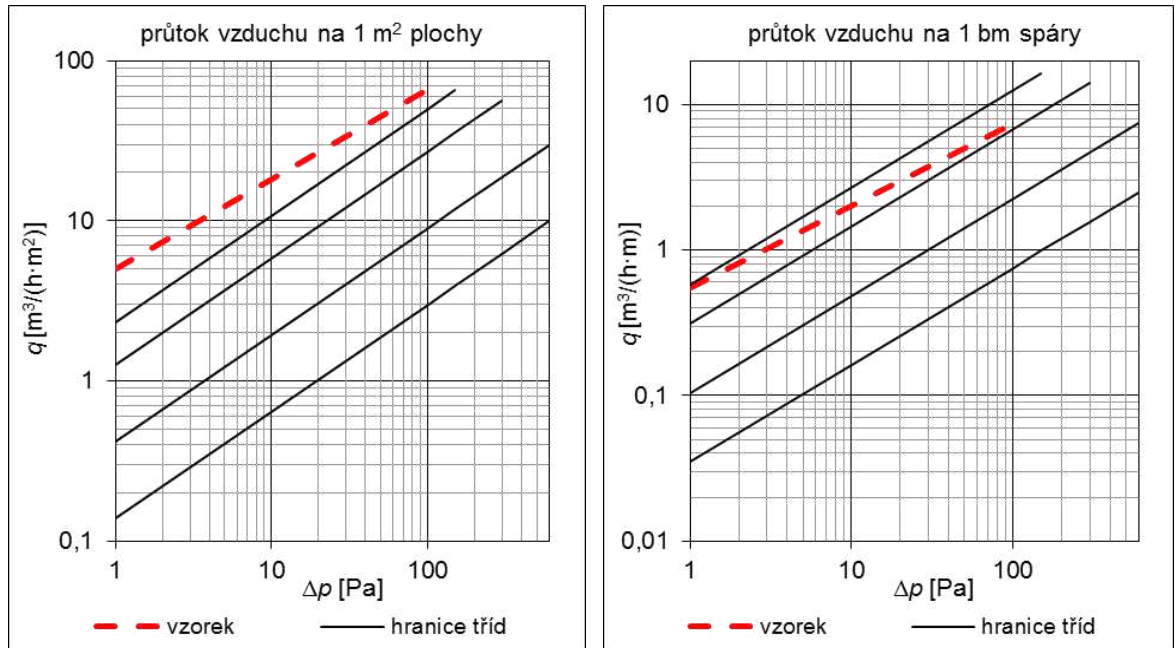 průtok vzduchu na 1 m² plochy
100
10
1
0,1
q [m³/(h·m²)]
1
10
100
Δp [Pa]
vzorek
hranice tříd
průtok vzduchu na 1 bm spáry
10
1
0,1
0,01
q [m³/(h·m)]
1
10
100
Δp [Pa]
vzorek
hranice tříd